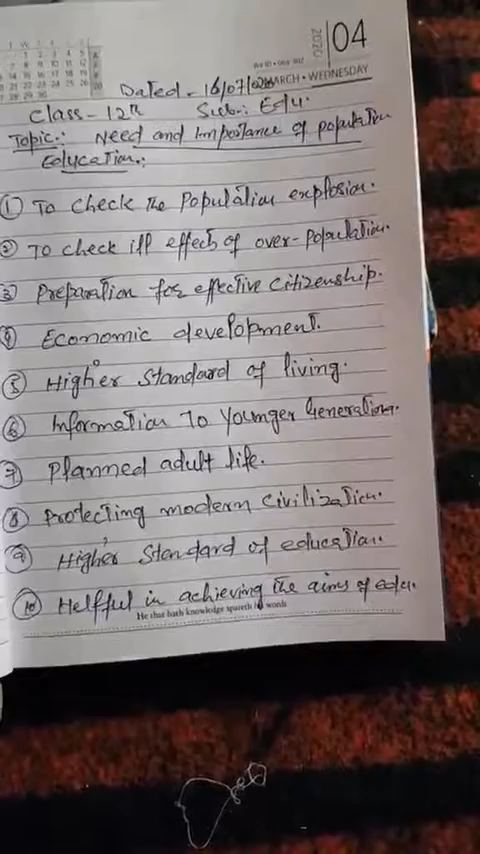 04
2020
MARCH • WEDNESDAY
Dated - 16/07/2020
Class - 12th Sub:- Edu.
Topic:- Need and Importance of population
Education:-
① To check the Population explosion.
② To check ill effects of over-population.
③ Preparation for effective Citizenship.
④ Economic development.
⑤ Higher Standard of living.
⑥ Information To Younger Generation.
⑦ Planned adult life.
⑧ Protecting modern Civilization.
⑨ Higher Standard of education.
⑩ Helpful in achieving the aims of edu.
He that hath knowledge spareth his words